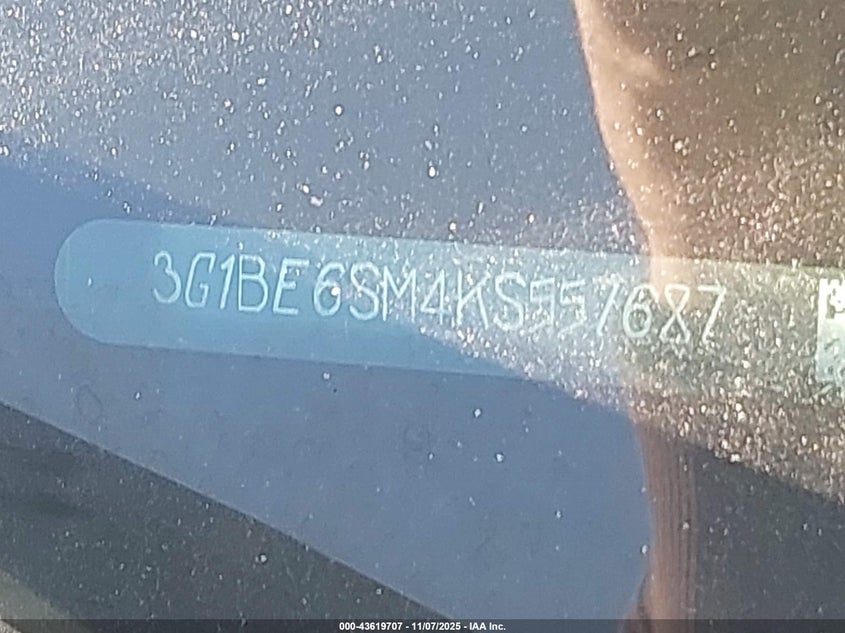 3G1BE6SM4KS557687
000-43619707 - 11/07/2025 - IAA Inc.